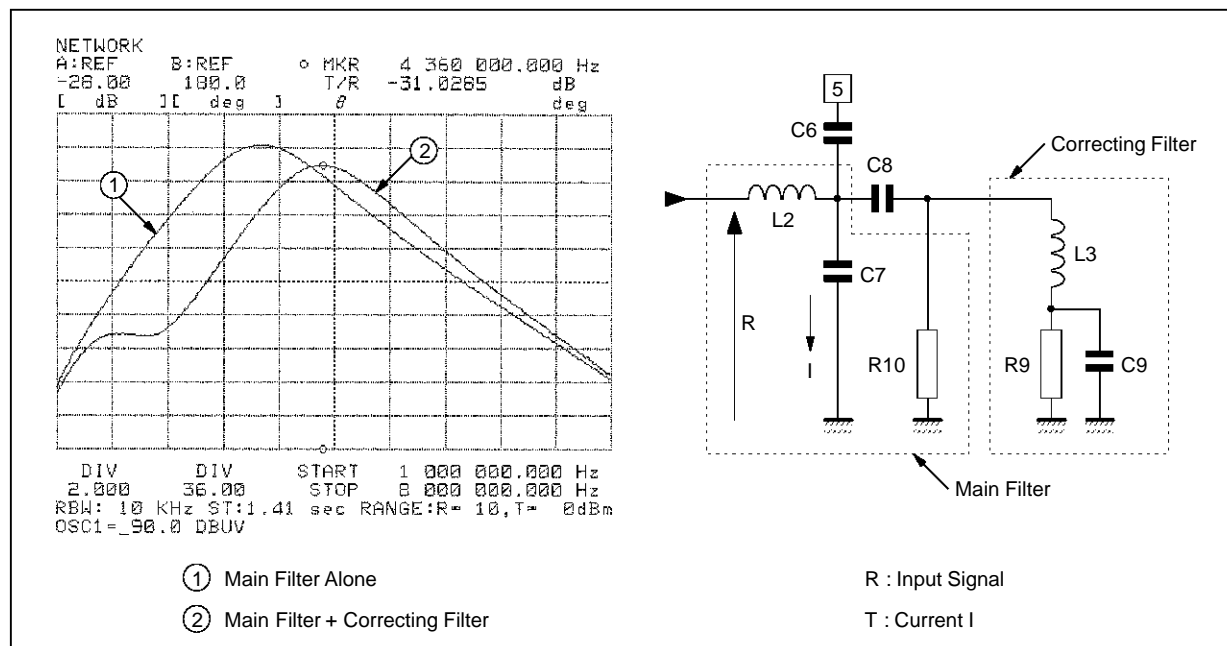 NETWORK
A:REF B:REF o MKR 4 360 000.000 Hz
-28.00 180.0 T/R -31.0285 dB
[ dB ][ deg ] θ deg
1
2
DIV DIV START 1 000 000.000 Hz
2.000 36.00 STOP 8 000 000.000 Hz
RBW: 10 KHz ST:1.41 sec RANGE:R= 10,T= 0dBm
OSC1=_90.0 DBUV
1 Main Filter Alone
2 Main Filter + Correcting Filter
5
C6
Correcting Filter
C8
L2
L3
C7
R
I
R10
R9
C9
Main Filter
R : Input Signal
T : Current I